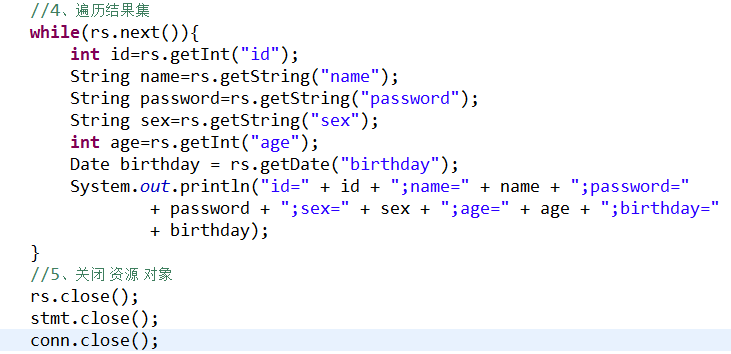 //4、遍历结果集
while(rs.next()){
    int id=rs.getInt("id");
    String name=rs.getString("name");
    String password=rs.getString("password");
    String sex=rs.getString("sex");
    int age=rs.getInt("age");
    Date birthday = rs.getDate("birthday");
    System.out.println("id=" + id + ";name=" + name + ";password="
            + password + ";sex=" + sex + ";age=" + age + ";birthday="
            + birthday);
}
//5、关闭 资源 对象
rs.close();
stmt.close();
conn.close();